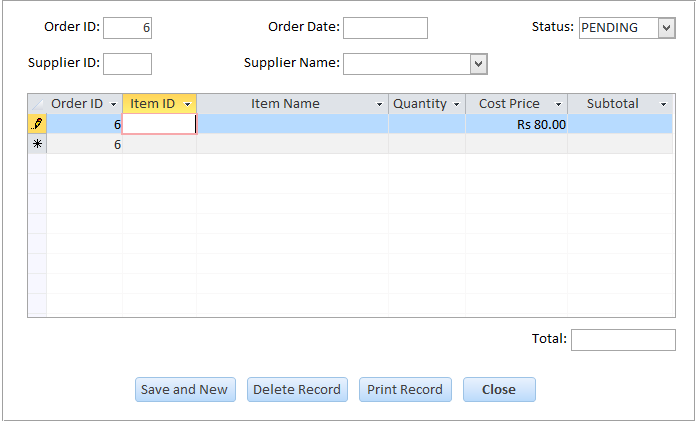 Order ID: 6 Order Date: Status: PENDING
Supplier ID: Supplier Name:
Order ID Item ID Item Name Quantity Cost Price Subtotal
6 Rs 80.00
6
Total:
Save and New Delete Record Print Record Close